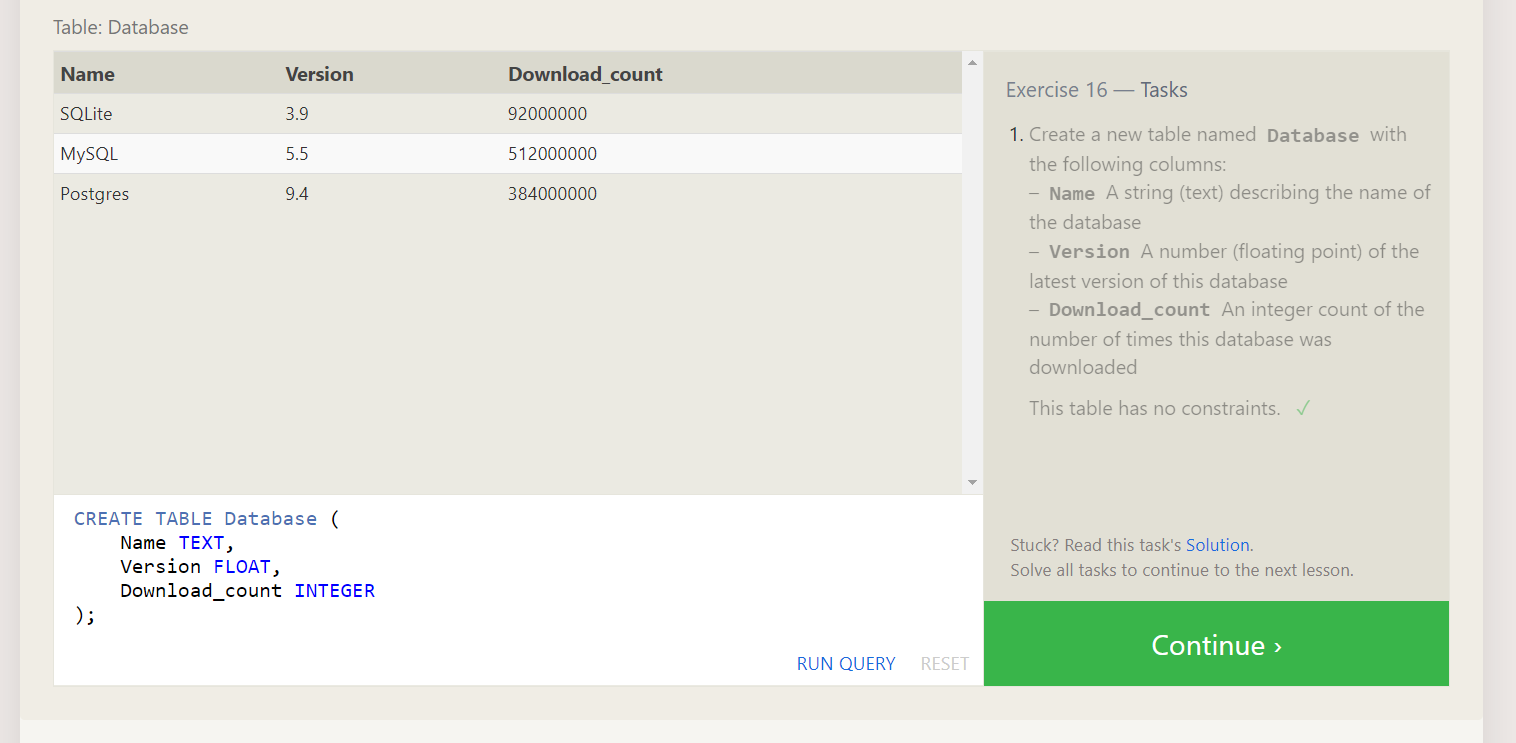 Table: Database
Name Version Download_count
SQLite 3.9 92000000
MySQL 5.5 512000000
Postgres 9.4 384000000
CREATE TABLE Database (
    Name TEXT,
    Version FLOAT,
    Download_count INTEGER
);
RUN QUERY RESET
Exercise 16 — Tasks
1. Create a new table named Database with
the following columns:
– Name A string (text) describing the name of
the database
– Version A number (floating point) of the
latest version of this database
– Download_count An integer count of the
number of times this database was
downloaded
This table has no constraints. ✓
Stuck? Read this task's Solution.
Solve all tasks to continue to the next lesson.
Continue ›